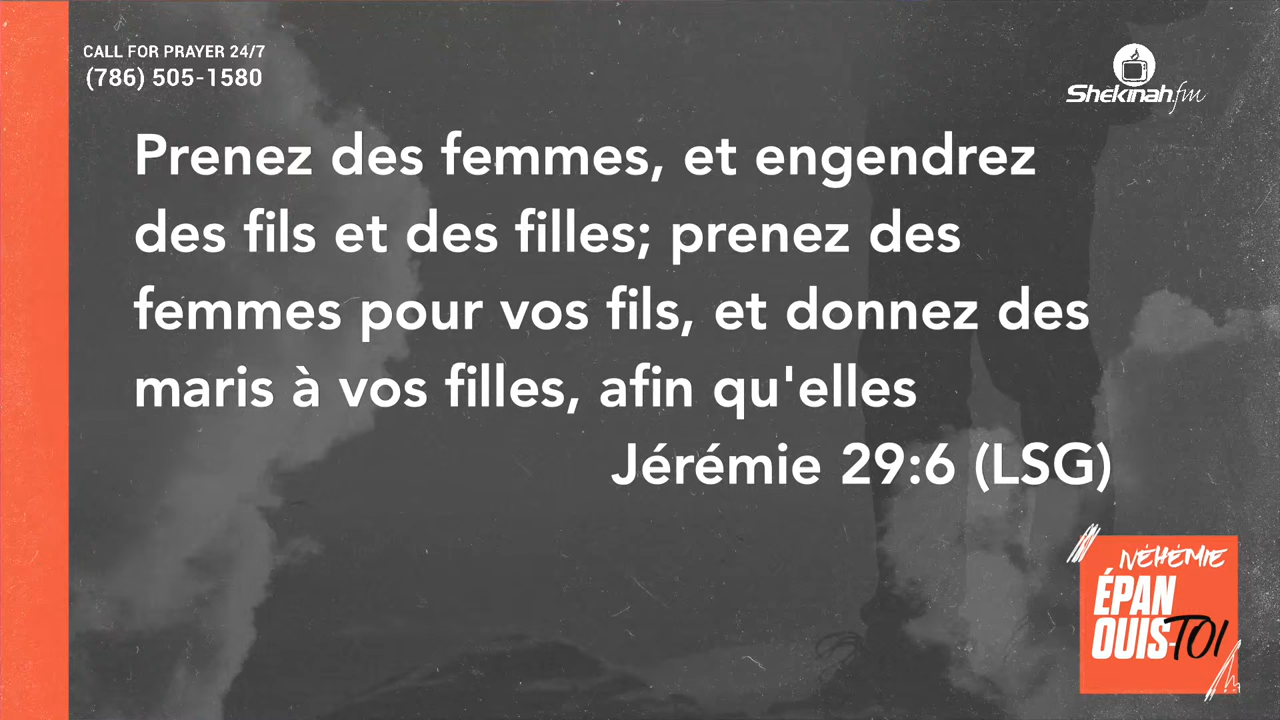 CALL FOR PRAYER 24/7
(786) 505-1580
Shekinah.fm
Prenez des femmes, et engendrez
des fils et des filles; prenez des
femmes pour vos fils, et donnez des
maris à vos filles, afin qu'elles
Jérémie 29:6 (LSG)
NÉHÉMIE
ÉPAN
OUIS-TOI